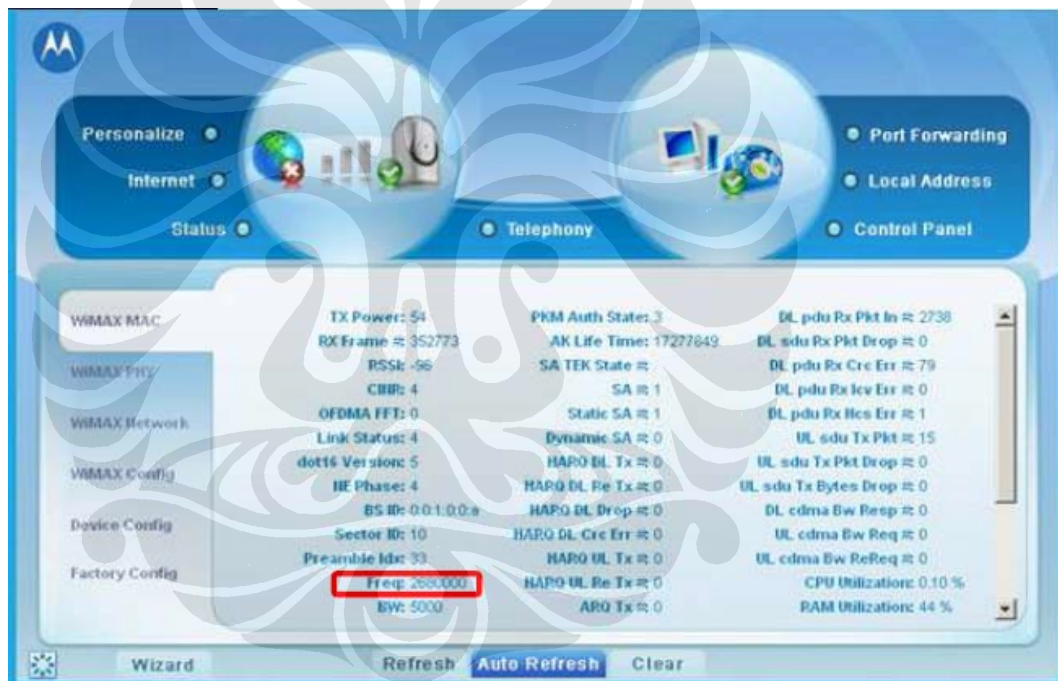 Personalize
Internet
Status
Telephony
Port Forwarding
Local Address
Control Panel
WiMAX MAC
WiMAX PHY
WiMAX Network
WiMAX Config
Device Config
Factory Config
TX Power: 54
RX Frame #: 352773
RSSI: -96
CINR: 4
OFDMA FFT: 0
Link Status: 4
dot16 Version: 5
NE Phase: 4
BS ID: 0:0:1:0:0:a
Sector ID: 10
Preamble Idx: 33
Freq: 2680000
BW: 5000
PKM Auth State: 3
AK Life Time: 17277849
SA TEK State #:
SA #: 1
Static SA #: 1
Dynamic SA #: 0
HARQ DL Tx #: 0
HARQ DL Re Tx #: 0
HARQ DL Drop #: 0
HARQ DL Crc Err #: 0
HARQ UL Tx #: 0
HARQ UL Re Tx #: 0
ARQ Tx #: 0
DL pdu Rx Pkt In #: 2738
DL sdu Rx Pkt Drop #: 0
DL pdu Rx Crc Err #: 79
DL pdu Rx Icv Err #: 0
DL pdu Rx Hcs Err #: 1
UL sdu Tx Pkt #: 15
UL sdu Tx Pkt Drop #: 0
UL sdu Tx Bytes Drop #: 0
DL cdma Bw Resp #: 0
UL cdma Bw Req #: 0
UL cdma Bw ReReq #: 0
CPU Utilization: 0.10 %
RAM Utilization: 44 %
Wizard
Refresh
Auto Refresh
Clear